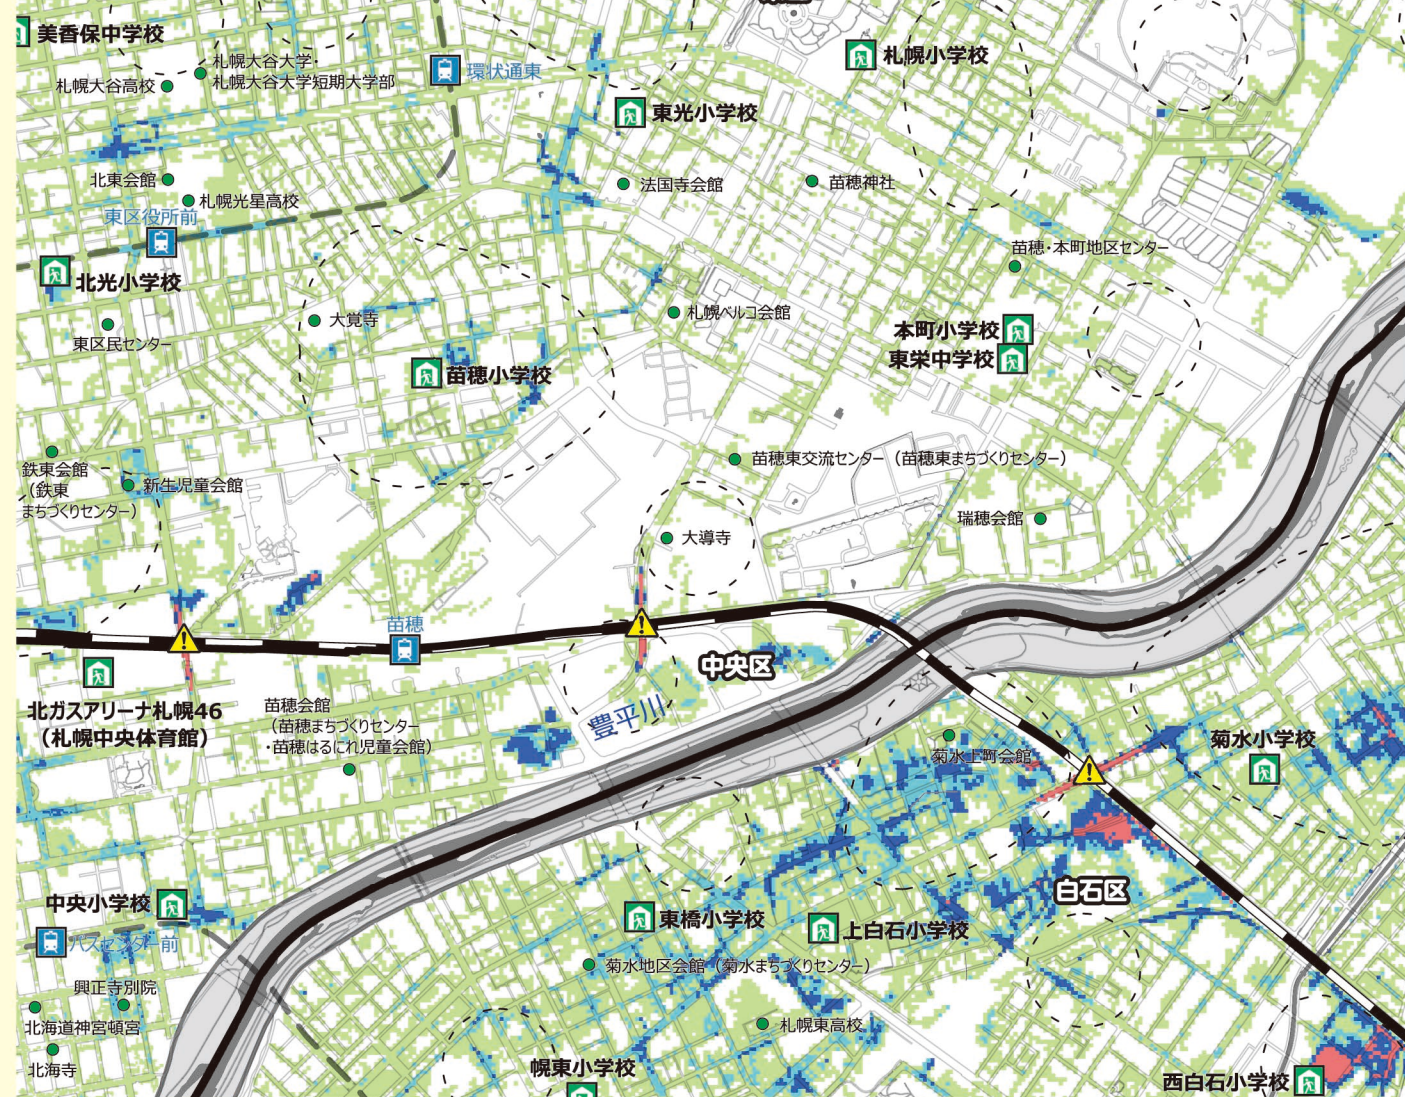 美香保中学校
札幌大谷大学・
札幌大谷大学短期大学部
札幌大谷高校
環状通東
札幌小学校
東光小学校
北東会館
札幌光星高校
東区役所前
法国寺会館
苗穂神社
苗穂・本町地区センター
北光小学校
大覚寺
札幌ベルコ会館
東区民センター
本町小学校
東栄中学校
苗穂小学校
鉄東会館
（鉄東
まちづくりセンター）
新生児童会館
苗穂東交流センター（苗穂東まちづくりセンター）
瑞穂会館
大導寺
苗穂
中央区
北ガスアリーナ札幌46
（札幌中央体育館）
苗穂会館
（苗穂まちづくりセンター
・苗穂はるにれ児童会館）
豊平川
菊水上町会館
菊水小学校
白石区
中央小学校
バスセンター前
東橋小学校
上白石小学校
菊水地区会館（菊水まちづくりセンター）
興正寺別院
北海道神宮頓宮
北海寺
札幌東高校
幌東小学校
西白石小学校